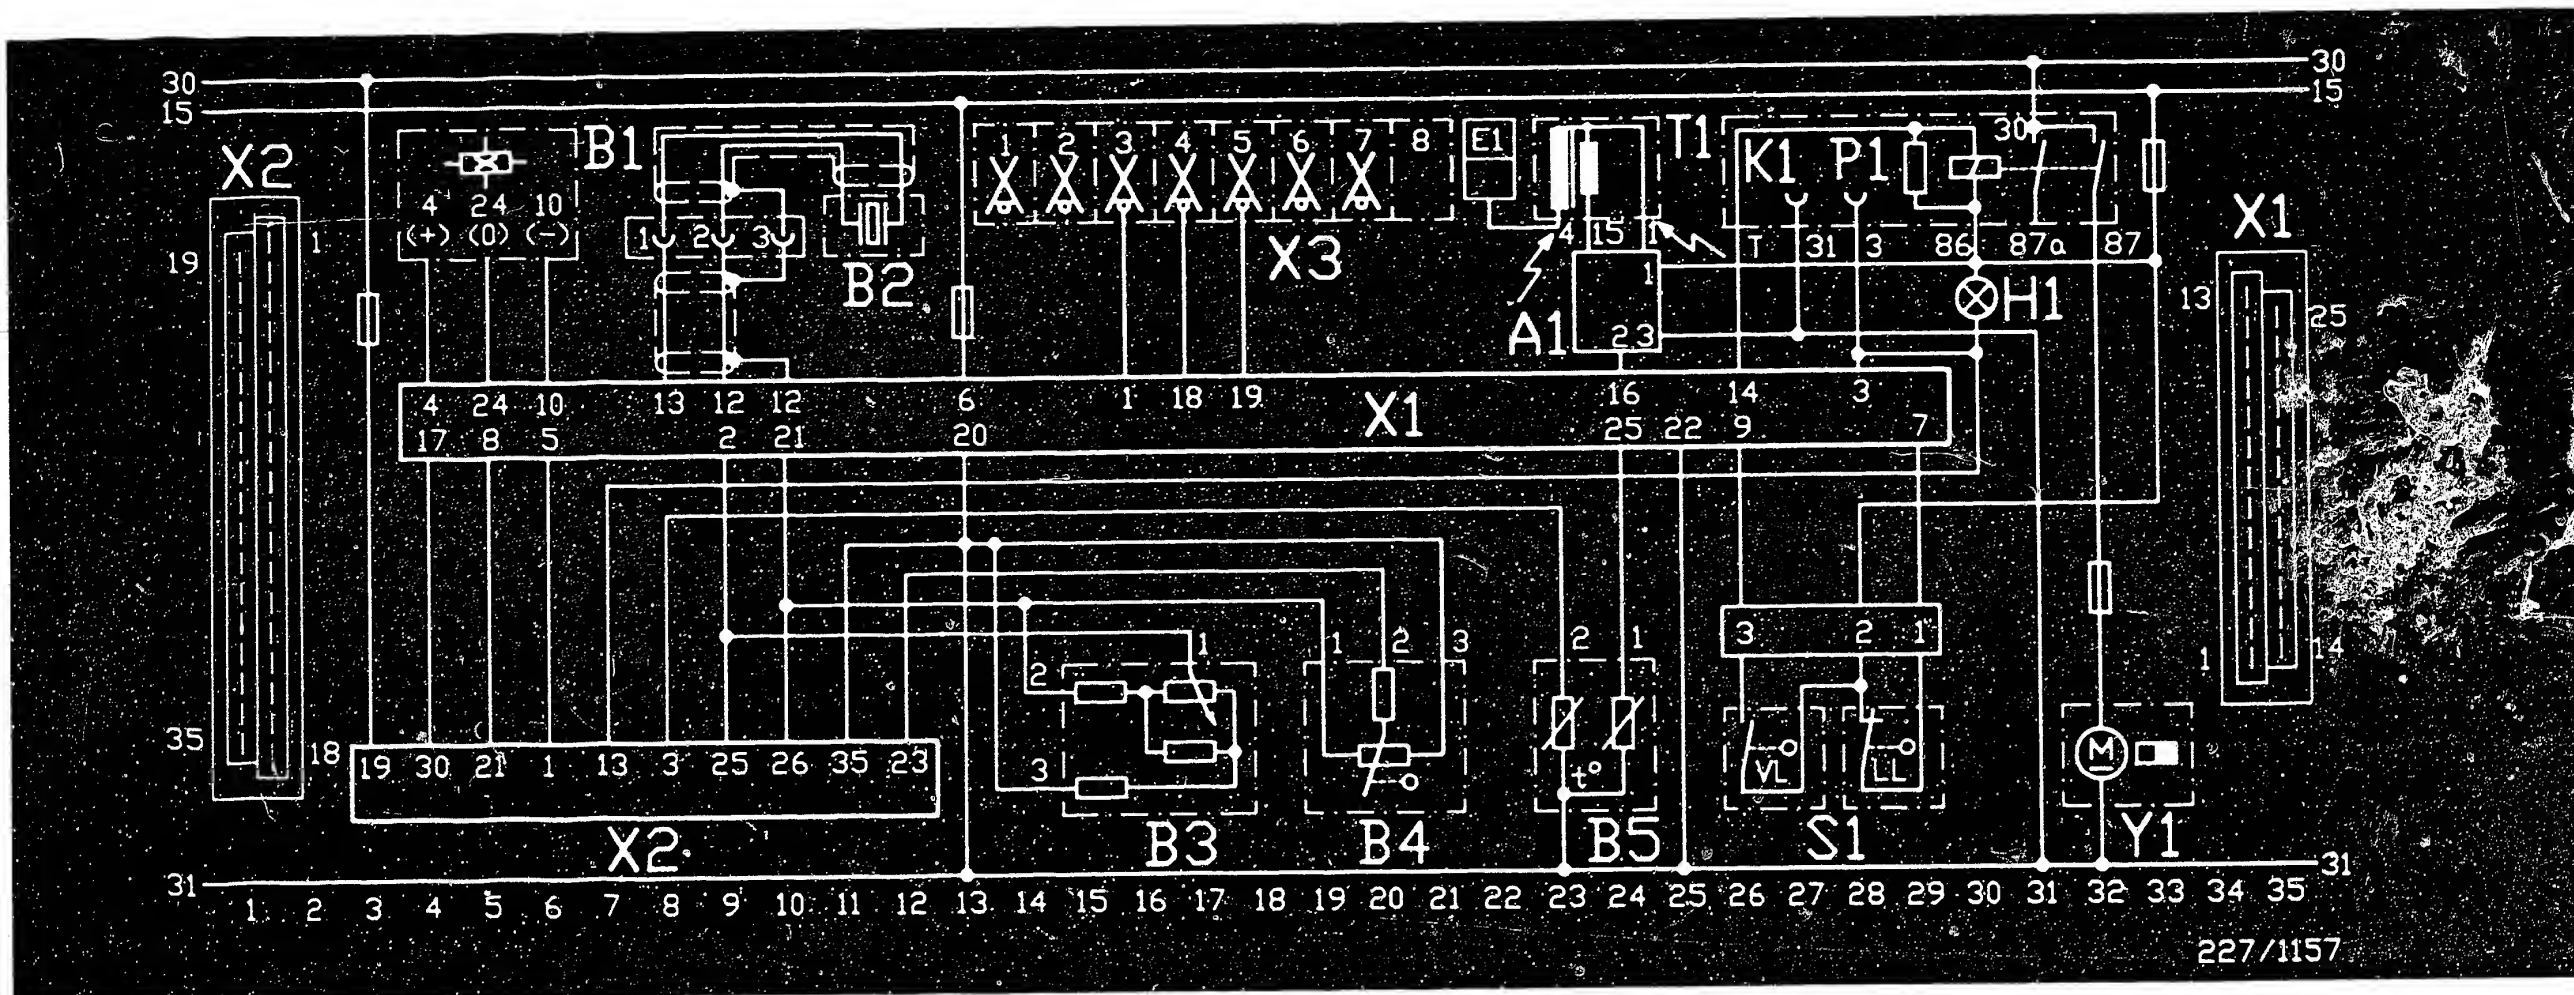 30 30
15 15
X2 B1 1 2 3 4 5 6 7 8 E1 T1 K1 P1 30 X1
4 24 10
(+) (0) (-) 1 2 3 B2 X3 4 15 1 T 31 3 86 87a 87
19 1 13 25
A1 1 2 3 H1
4 24 10 13 12 12 6 1 18 19 X1 16 14 3
17 8 5 2 21 20 25 22 9 7
3 2 1
1 1 2 3 2 1 1 14
2
35 18 3 t° VL LL M
19 30 21 1 13 3 25 26 35 23
X2 B3 B4 B5 S1 Y1
31 31
1 2 3 4 5 6 7 8 9 10 11 12 13 14 15 16 17 18 19 20 21 22 23 24 25 26 27 28 29 30 31 32 33 34 35
227/1157